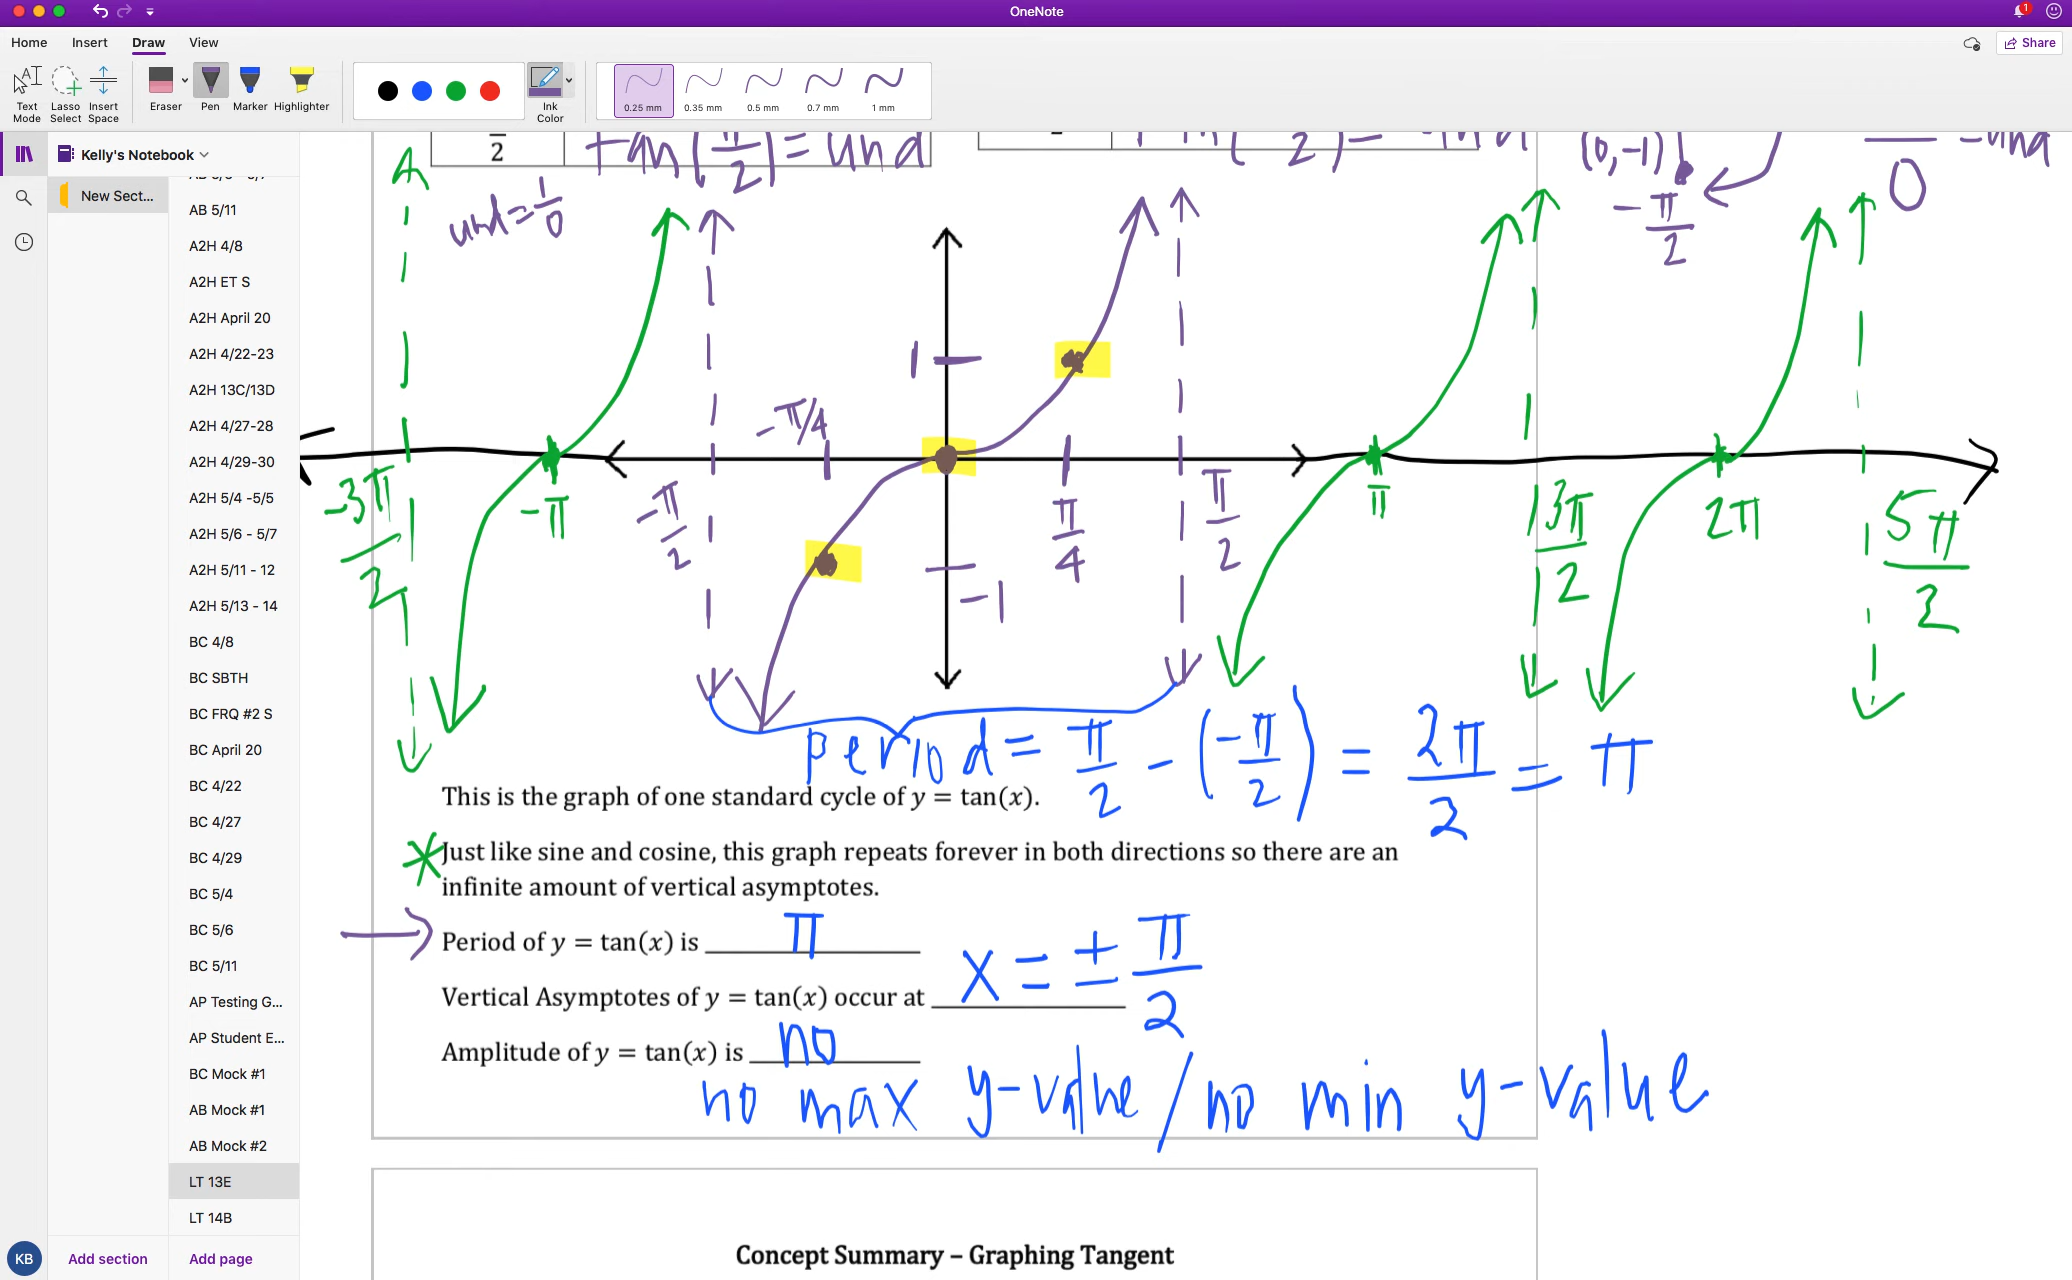 OneNote
1
Home Insert Draw View
Share
Text Mode
Lasso Select
Insert Space
Eraser
Pen
Marker
Highlighter
Ink Color
0.25 mm
0.35 mm
0.5 mm
0.7 mm
1 mm
Kelly's Notebook
New Sect...
AB 5/11
A2H 4/8
A2H ET S
A2H April 20
A2H 4/22-23
A2H 13C/13D
A2H 4/27-28
A2H 4/29-30
A2H 5/4 -5/5
A2H 5/6 - 5/7
A2H 5/11 - 12
A2H 5/13 - 14
BC 4/8
BC SBTH
BC FRQ #2 S
BC April 20
BC 4/22
BC 4/27
BC 4/29
BC 5/4
BC 5/6
BC 5/11
AP Testing G...
AP Student E...
BC Mock #1
AB Mock #1
AB Mock #2
LT 13E
LT 14B
KB
Add section
Add page
2
tan(π/2) = und
(0,-1)
0
= und
und = 1/0
-π/2
1
-π/4
-3π/2
-π
-π/2
π/4
π/2
π
3π/2
2π
5π/2
-1
period = π/2 - (-π/2) = 2π/2 = π
This is the graph of one standard cycle of y = tan(x).
*Just like sine and cosine, this graph repeats forever in both directions so there are an
infinite amount of vertical asymptotes.
→ Period of y = tan(x) is π
Vertical Asymptotes of y = tan(x) occur at x = ± π/2
Amplitude of y = tan(x) is no
no max y-value / no min y-value
Concept Summary – Graphing Tangent